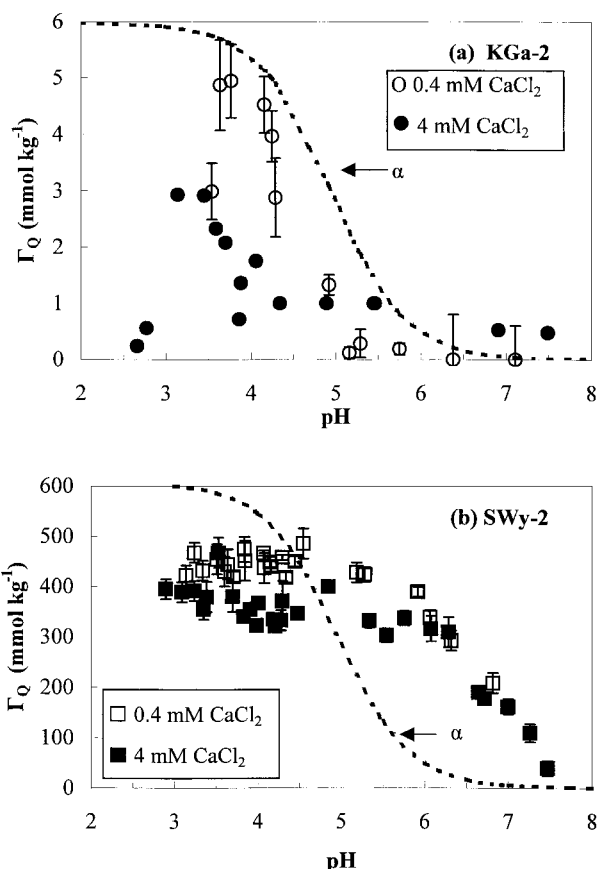 6
5
4
3
2
1
0
Γ_Q (mmol kg⁻¹)
(a) KGa-2
○ 0.4 mM CaCl₂
● 4 mM CaCl₂
α
2 3 4 5 6 7 8
pH
600
500
400
300
200
100
0
Γ_Q (mmol kg⁻¹)
(b) SWy-2
□ 0.4 mM CaCl₂
■ 4 mM CaCl₂
α
2 3 4 5 6 7 8
pH